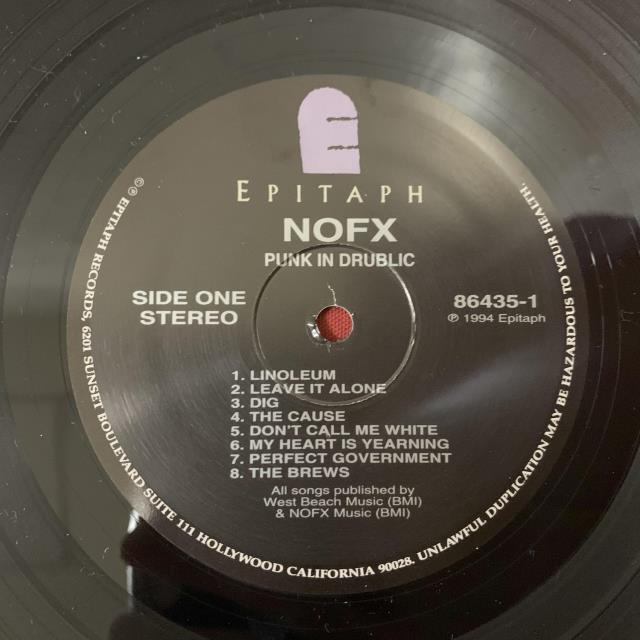 E
EPITAPH
NOFX
PUNK IN DRUBLIC
SIDE ONE
STEREO
86435-1
℗ 1994 Epitaph
1. LINOLEUM
2. LEAVE IT ALONE
3. DIG
4. THE CAUSE
5. DON'T CALL ME WHITE
6. MY HEART IS YEARNING
7. PERFECT GOVERNMENT
8. THE BREWS
All songs published by
West Beach Music (BMI)
& NOFX Music (BMI)
© EPITAPH RECORDS, 6201 SUNSET BOULEVARD SUITE 111 HOLLYWOOD CALIFORNIA 90028. UNLAWFUL DUPLICATION MAY BE HAZARDOUS TO YOUR HEALTH.